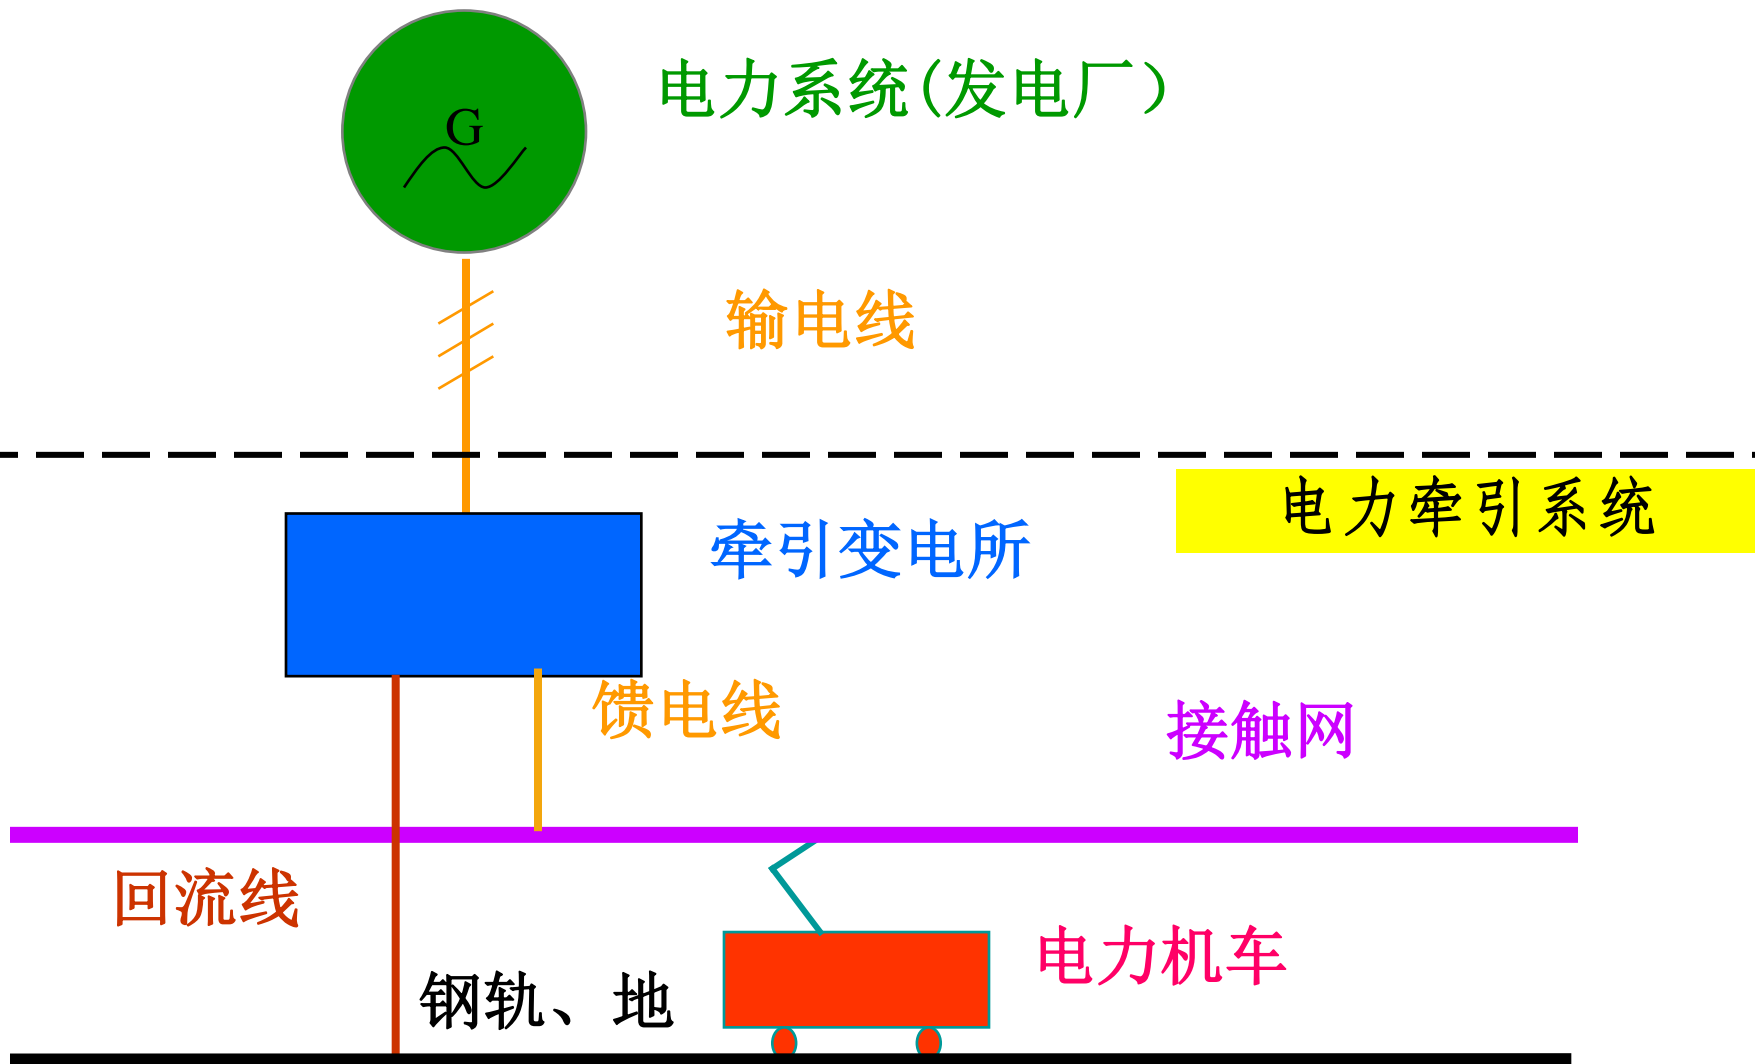 电力系统(发电厂）
G
输电线
电力牵引系统
牵引变电所
馈电线
接触网
回流线
电力机车
钢轨、地